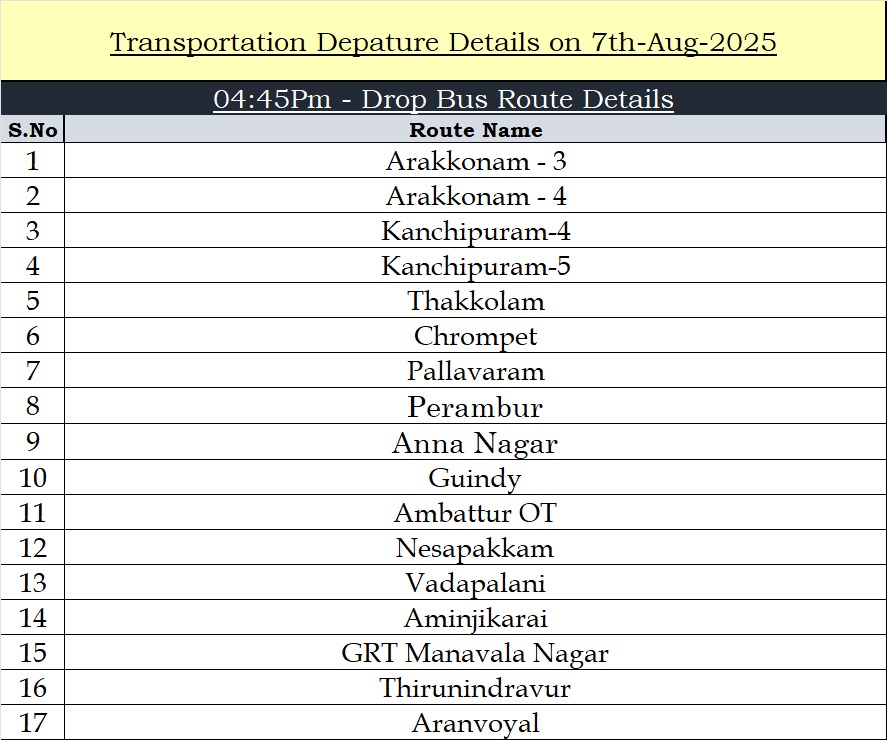 Transportation Depature Details on 7th-Aug-2025
04:45Pm - Drop Bus Route Details
S.No Route Name
1 Arakkonam - 3
2 Arakkonam - 4
3 Kanchipuram-4
4 Kanchipuram-5
5 Thakkolam
6 Chrompet
7 Pallavaram
8 Perambur
9 Anna Nagar
10 Guindy
11 Ambattur OT
12 Nesapakkam
13 Vadapalani
14 Aminjikarai
15 GRT Manavala Nagar
16 Thirunindravur
17 Aranvoyal